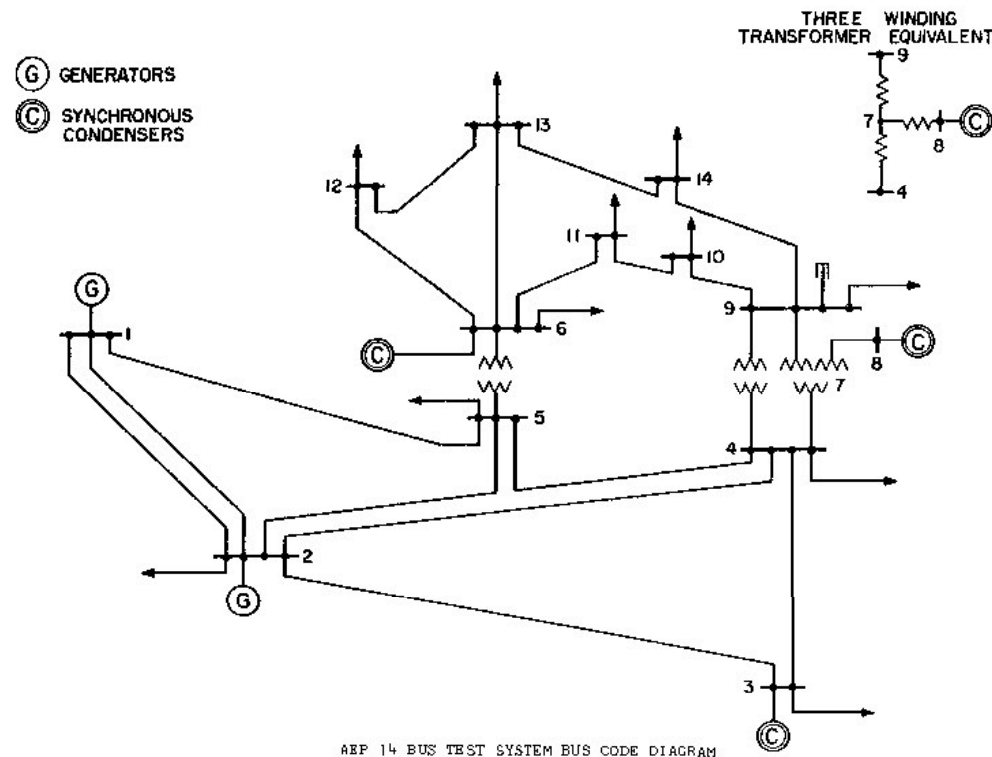 THREE WINDING
TRANSFORMER EQUIVALENT
9
7
8
C
4
G GENERATORS
C SYNCHRONOUS
CONDENSERS
13
12
14
11
10
G
1
9
6
C
8
C
7
5
4
2
G
3
C
AEP 14 BUS TEST SYSTEM BUS CODE DIAGRAM